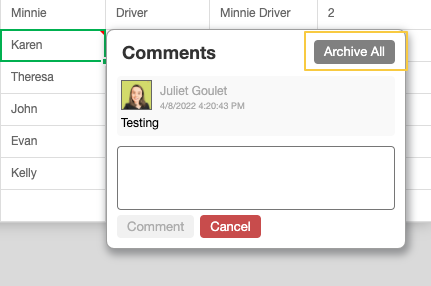 Minnie Driver Minnie Driver 2
Karen
Theresa
John
Evan
Kelly
Comments
Archive All
Juliet Goulet
4/8/2022 4:20:43 PM
Testing
Comment Cancel